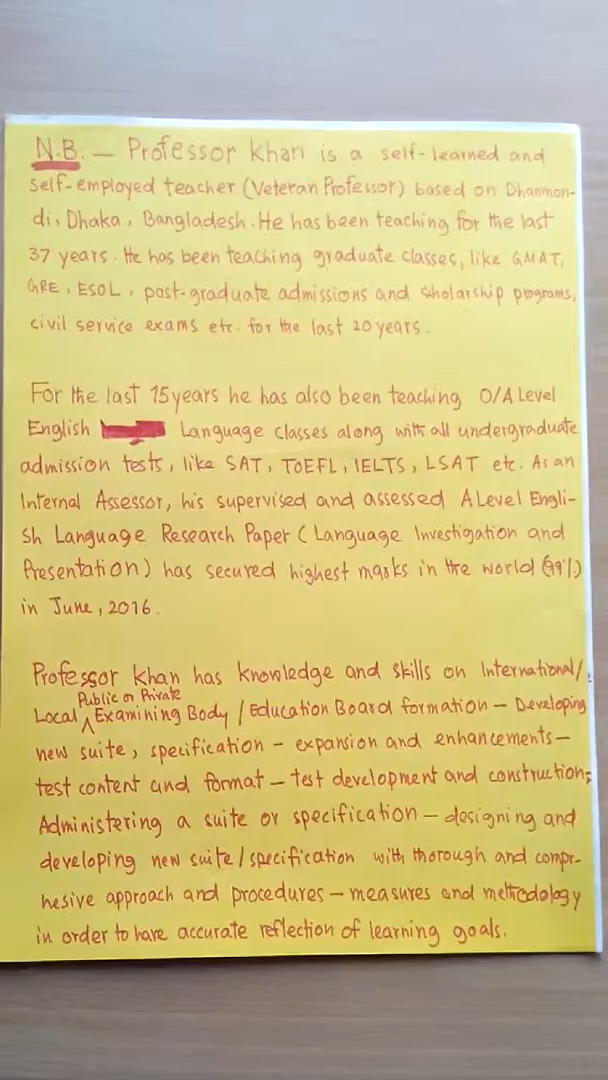 N.B. — Professor Khan is a self-learned and
self-employed teacher (Veteran Professor) based on Dhanmon-
di, Dhaka, Bangladesh. He has been teaching for the last
37 years. He has been teaching graduate classes, like GMAT,
GRE, ESOL, post-graduate admissions and scholarship programs,
civil service exams etc. for the last 20 years.
For the last 15 years he has also been teaching O/A Level
English Language classes along with all undergraduate
admission tests, like SAT, TOEFL, IELTS, LSAT etc. As an
Internal Assessor, his supervised and assessed A Level Engli-
sh Language Research Paper (Language Investigation and
Presentation) has secured highest marks in the world (99%)
in June, 2016.
Professor Khan has knowledge and skills on International/
Public or Private
Local ^ Examining Body / Education Board formation — Developing
new suite, specification — expansion and enhancements —
test content and format — test development and construction;
Administering a suite or specification — designing and
developing new suite/specification with thorough and compr-
hesive approach and procedures — measures and methodology
in order to have accurate reflection of learning goals.